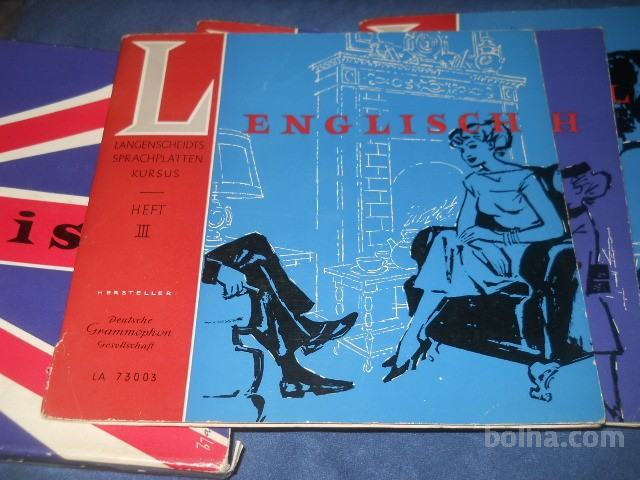 L
LANGENSCHEIDTS
SPRACHPLATTEN
KURSUS
HEFT
III
HERSTELLER
Deutsche
Grammophon
Gesellschaft
LA 73003
ENGLISCH
H
L
is
bolha.com